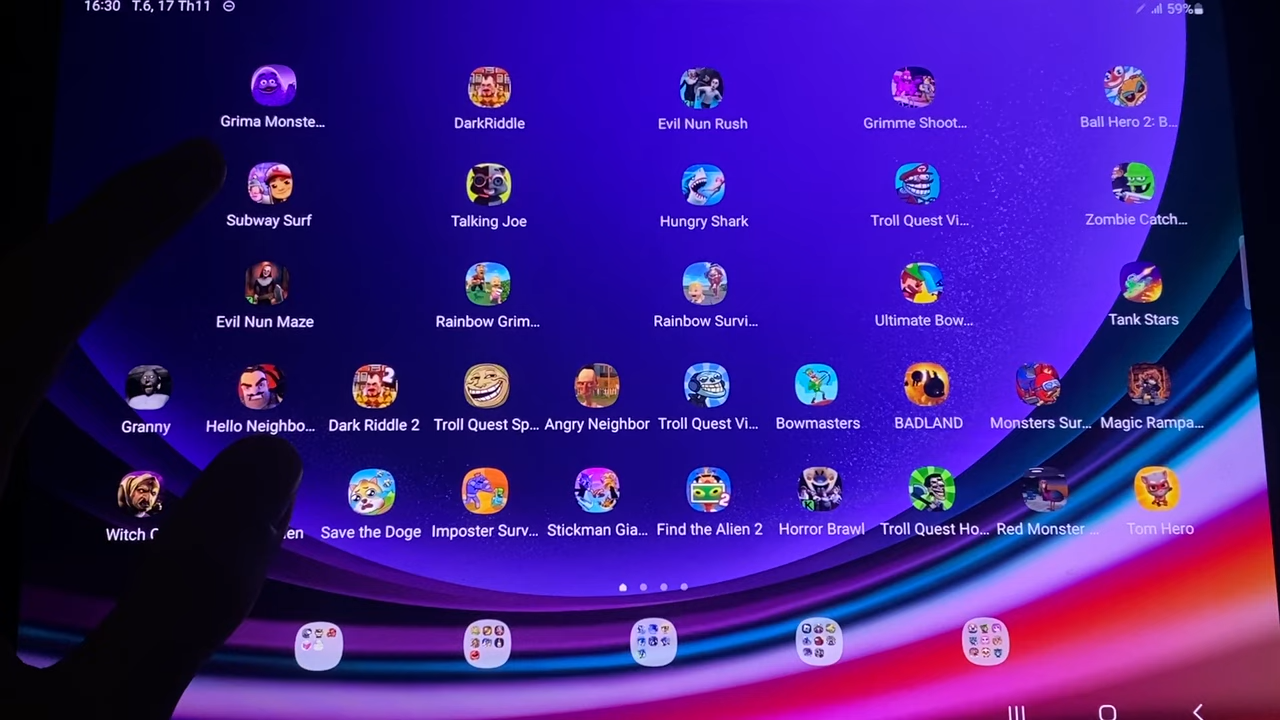 16:30 T.6, 17 Th11 59%
Grima Monste... DarkRiddle Evil Nun Rush Grimme Shoot... Ball Hero 2: B...
Subway Surf Talking Joe Hungry Shark Troll Quest Vi... Zombie Catch...
Evil Nun Maze Rainbow Grim... Rainbow Survi... Ultimate Bow... Tank Stars
Granny Hello Neighbo... Dark Riddle 2 Troll Quest Sp... Angry Neighbor Troll Quest Vi... Bowmasters BADLAND Monsters Sur... Magic Rampa...
Witch Save the Doge Imposter Surv... Stickman Gia... Find the Alien 2 Horror Brawl Troll Quest Ho... Red Monster ... Tom Hero